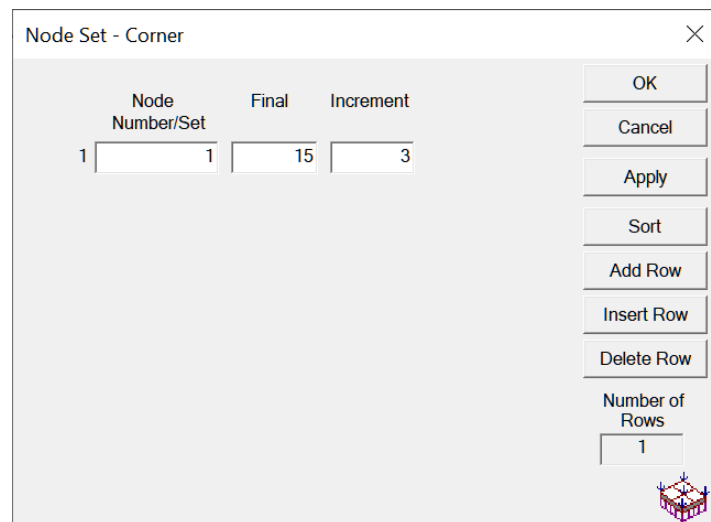 Node Set - Corner
Node
Number/Set
Final
Increment
1
1
15
3
OK
Cancel
Apply
Sort
Add Row
Insert Row
Delete Row
Number of
Rows
1